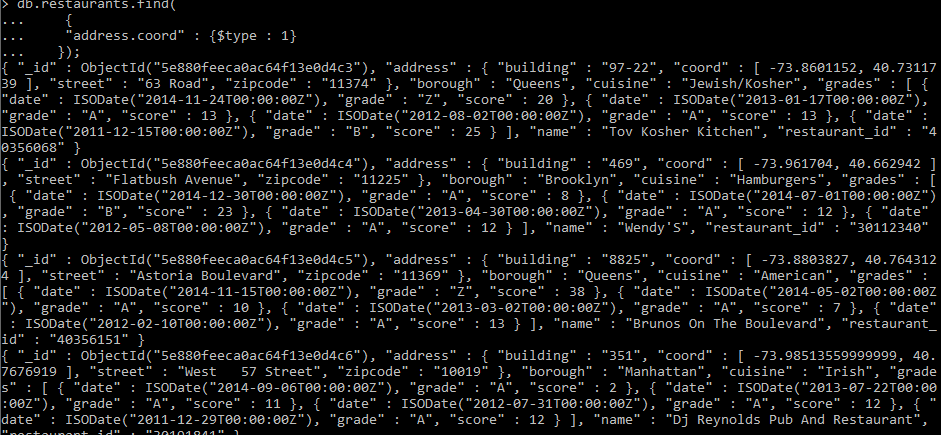 > db.restaurants.find(
...     {
...     "address.coord" : {$type : 1}
...    });
{ "_id" : ObjectId("5e880feeca0ac64f13e0d4c3"), "address" : { "building" : "97-22", "coord" : [ -73.8601152, 40.73117
39 ], "street" : "63 Road", "zipcode" : "11374" }, "borough" : "Queens", "cuisine" : "Jewish/Kosher", "grades" : [ {
"date" : ISODate("2014-11-24T00:00:00Z"), "grade" : "Z", "score" : 20 }, { "date" : ISODate("2013-01-17T00:00:00Z"),
"grade" : "A", "score" : 13 }, { "date" : ISODate("2012-08-02T00:00:00Z"), "grade" : "A", "score" : 13 }, { "date" :
ISODate("2011-12-15T00:00:00Z"), "grade" : "B", "score" : 25 } ], "name" : "Tov Kosher Kitchen", "restaurant_id" : "4
0356068" }
{ "_id" : ObjectId("5e880feeca0ac64f13e0d4c4"), "address" : { "building" : "469", "coord" : [ -73.961704, 40.662942 ]
, "street" : "Flatbush Avenue", "zipcode" : "11225" }, "borough" : "Brooklyn", "cuisine" : "Hamburgers", "grades" : [
 { "date" : ISODate("2014-12-30T00:00:00Z"), "grade" : "A", "score" : 8 }, { "date" : ISODate("2014-07-01T00:00:00Z")
, "grade" : "B", "score" : 23 }, { "date" : ISODate("2013-04-30T00:00:00Z"), "grade" : "A", "score" : 12 }, { "date"
: ISODate("2012-05-08T00:00:00Z"), "grade" : "A", "score" : 12 } ], "name" : "Wendy'S", "restaurant_id" : "30112340"
}
{ "_id" : ObjectId("5e880feeca0ac64f13e0d4c5"), "address" : { "building" : "8825", "coord" : [ -73.8803827, 40.764312
4 ], "street" : "Astoria Boulevard", "zipcode" : "11369" }, "borough" : "Queens", "cuisine" : "American", "grades" :
[ { "date" : ISODate("2014-11-15T00:00:00Z"), "grade" : "Z", "score" : 38 }, { "date" : ISODate("2014-05-02T00:00:00Z
"), "grade" : "A", "score" : 10 }, { "date" : ISODate("2013-03-02T00:00:00Z"), "grade" : "A", "score" : 7 }, { "date"
 : ISODate("2012-02-10T00:00:00Z"), "grade" : "A", "score" : 13 } ], "name" : "Brunos On The Boulevard", "restaurant_
id" : "40356151" }
{ "_id" : ObjectId("5e880feeca0ac64f13e0d4c6"), "address" : { "building" : "351", "coord" : [ -73.98513559999999, 40.
7676919 ], "street" : "West   57 Street", "zipcode" : "10019" }, "borough" : "Manhattan", "cuisine" : "Irish", "grade
s" : [ { "date" : ISODate("2014-09-06T00:00:00Z"), "grade" : "A", "score" : 2 }, { "date" : ISODate("2013-07-22T00:00
:00Z"), "grade" : "A", "score" : 11 }, { "date" : ISODate("2012-07-31T00:00:00Z"), "grade" : "A", "score" : 12 }, { "
date" : ISODate("2011-12-29T00:00:00Z"), "grade" : "A", "score" : 12 } ], "name" : "Dj Reynolds Pub And Restaurant",
"restaurant_id" : "30191841" }